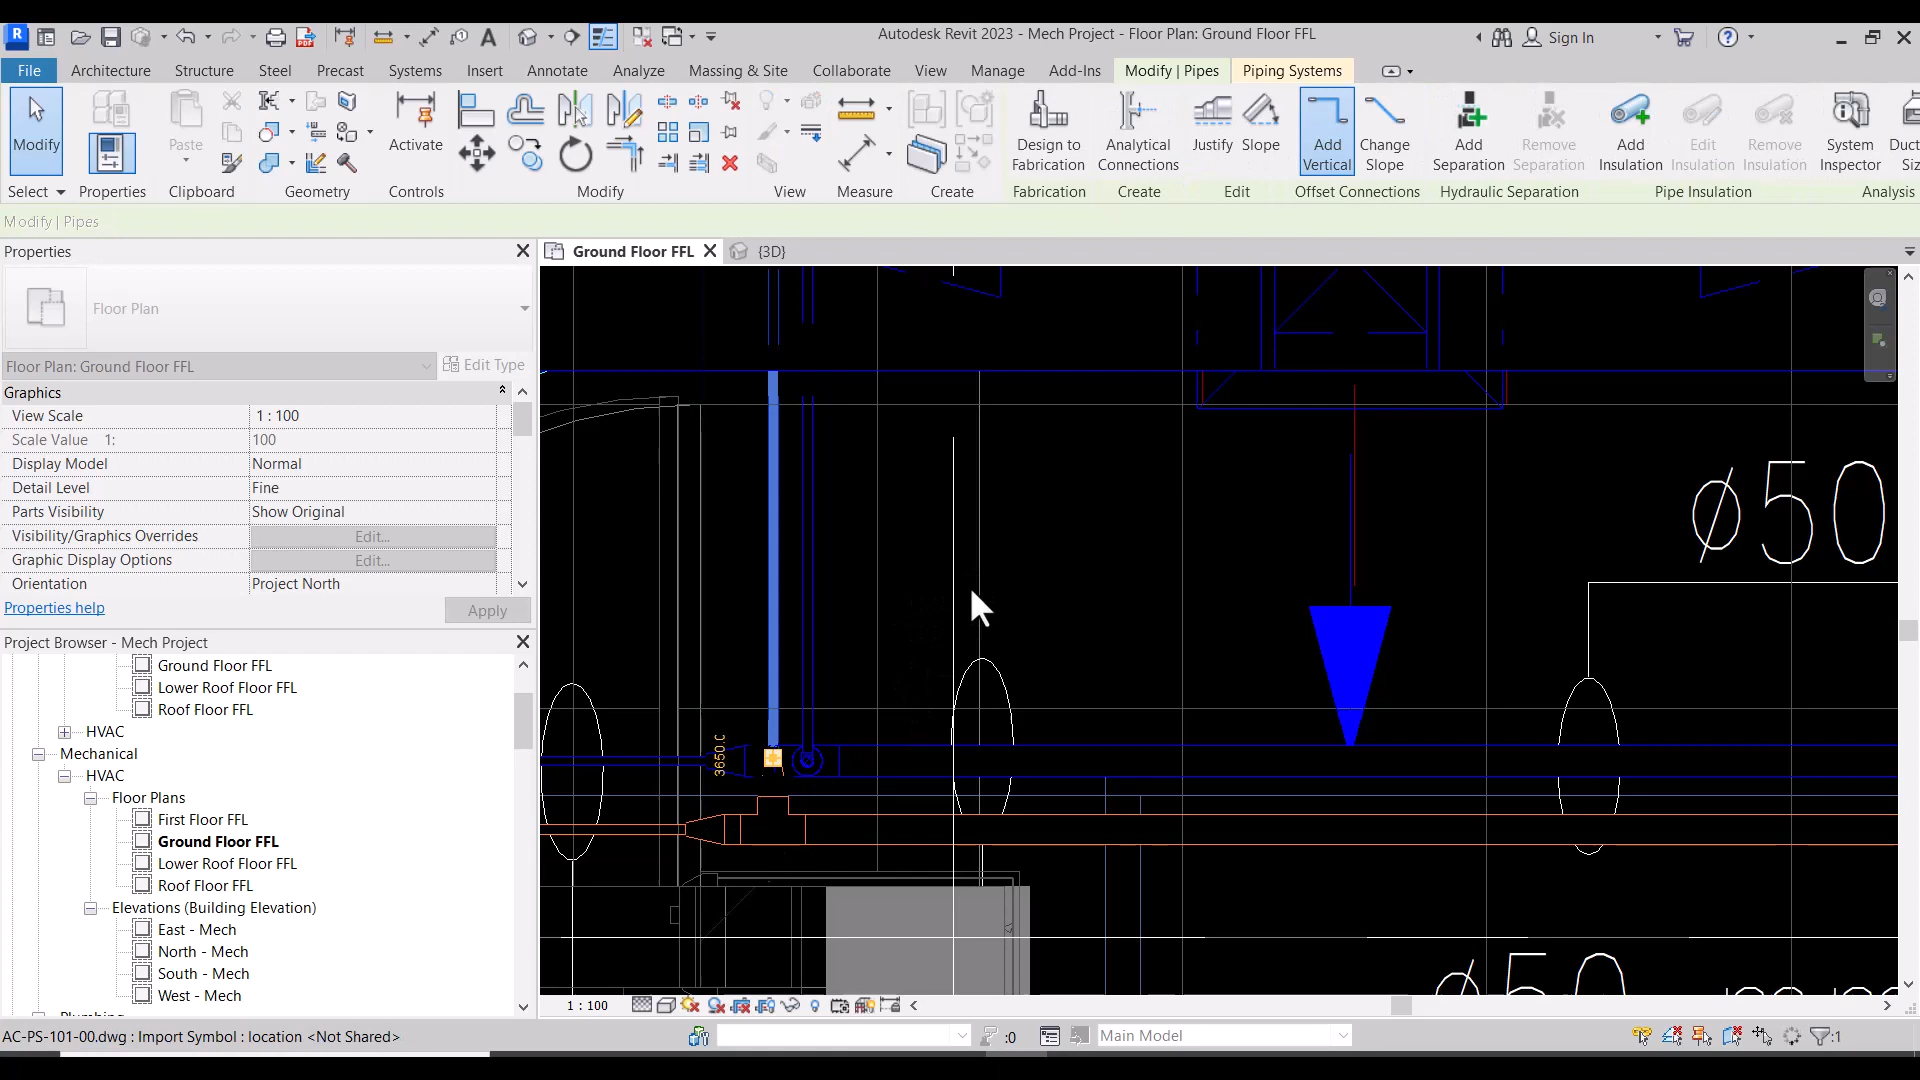 Autodesk Revit 2023 - Mech Project - Floor Plan: Ground Floor FFL
Sign In
File Architecture Structure Steel Precast Systems Insert Annotate Analyze Massing & Site Collaborate View Manage Add-Ins Modify | Pipes Piping Systems
Modify
Paste
Activate
Design to Fabrication
Analytical Connections
Justify
Slope
Add Vertical
Change Slope
Add Separation
Remove Separation
Add Insulation
Edit Insulation
Remove Insulation
System Inspector
Select Properties Clipboard Geometry Controls Modify View Measure Create Fabrication Create Edit Offset Connections Hydraulic Separation Pipe Insulation Analysis
Modify | Pipes
Properties
Floor Plan
Floor Plan: Ground Floor FFL
Edit Type
Graphics
View Scale 1 : 100
Scale Value 1: 100
Display Model Normal
Detail Level Fine
Parts Visibility Show Original
Visibility/Graphics Overrides Edit...
Graphic Display Options Edit...
Orientation Project North
Properties help
Apply
Project Browser - Mech Project
Ground Floor FFL
Lower Roof Floor FFL
Roof Floor FFL
HVAC
Mechanical
HVAC
Floor Plans
First Floor FFL
Ground Floor FFL
Lower Roof Floor FFL
Roof Floor FFL
Elevations (Building Elevation)
East - Mech
North - Mech
South - Mech
West - Mech
Ground Floor FFL
{3D}
ø50
3650.0
ø50
1 : 100
AC-PS-101-00.dwg : Import Symbol : location <Not Shared>
:0
Main Model
:1